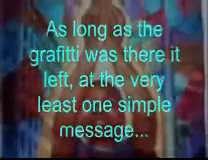 As long as the
grafitti was there it
left, at the very
least one simple
message...